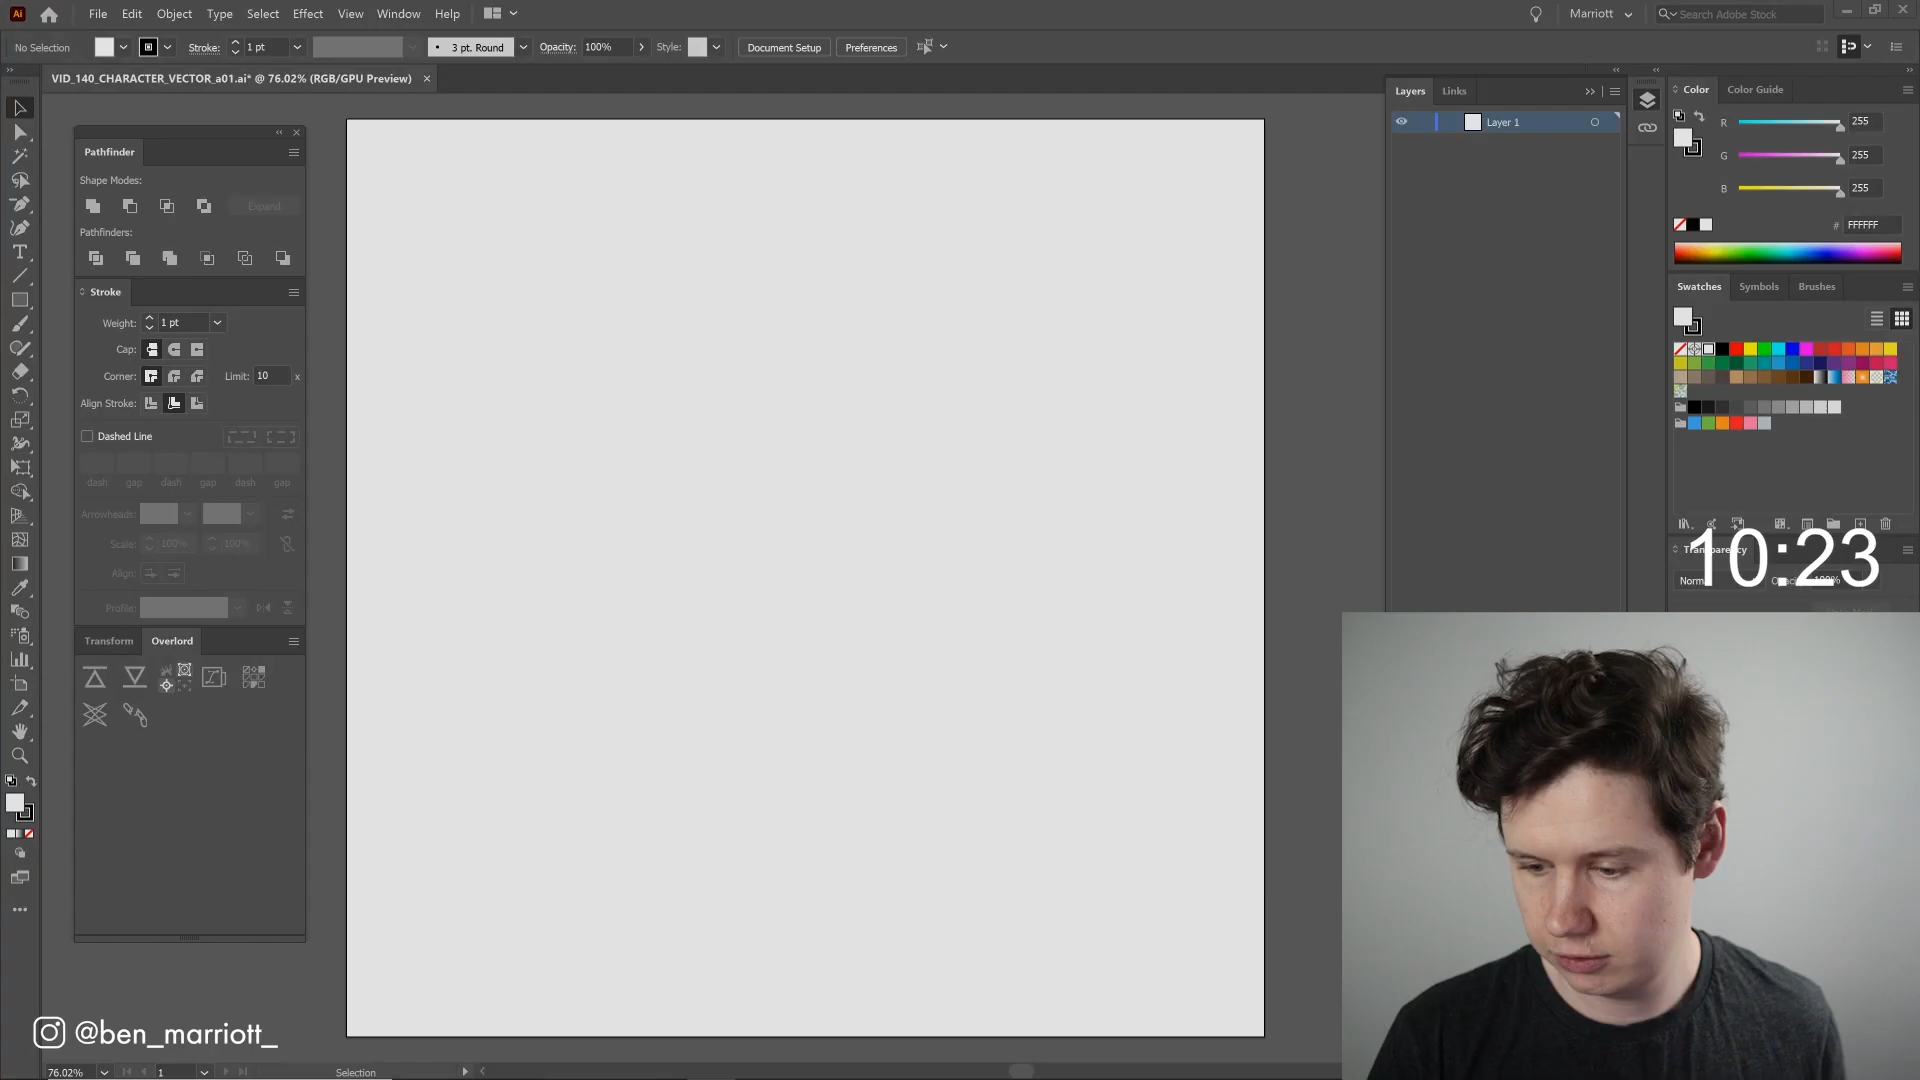 Ai File Edit Object Type Select Effect View Window Help Marriott Search Adobe Stock
No Selection Stroke: 1 pt 3 pt. Round Opacity: 100% Style: Document Setup Preferences
VID_140_CHARACTER_VECTOR_a01.ai* @ 76.02% (RGB/GPU Preview)
Pathfinder
Shape Modes:
Expand
Pathfinders:
Stroke
Weight: 1 pt
Cap:
Corner: Limit: 10 x
Align Stroke:
Dashed Line
dash gap dash gap dash gap
Arrowheads:
Scale: 100% 100%
Align:
Profile:
Transform Overlord
Layers Links
Layer 1
Color Color Guide
R 255
G 255
B 255
# FFFFFF
Swatches Symbols Brushes
Transparency
10:23
@ben_marriott_
76.02% 1 Selection